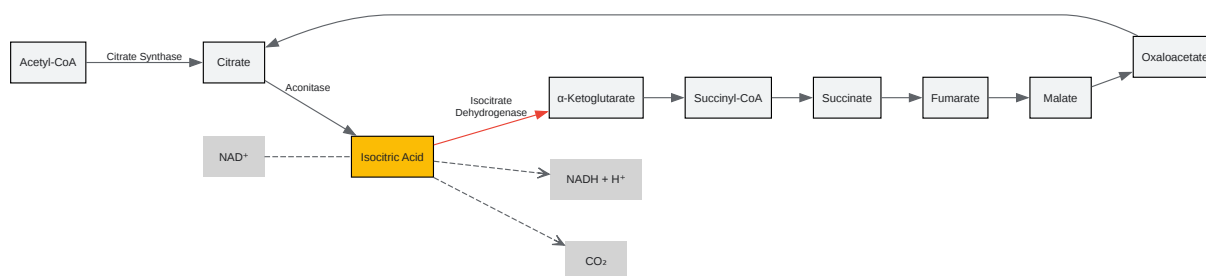 Acetyl-CoA
Citrate Synthase
Citrate
Aconitase
Isocitric Acid
Isocitrate
Dehydrogenase
α-Ketoglutarate
Succinyl-CoA
Succinate
Fumarate
Malate
Oxaloacetate
NAD⁺
NADH + H⁺
CO₂